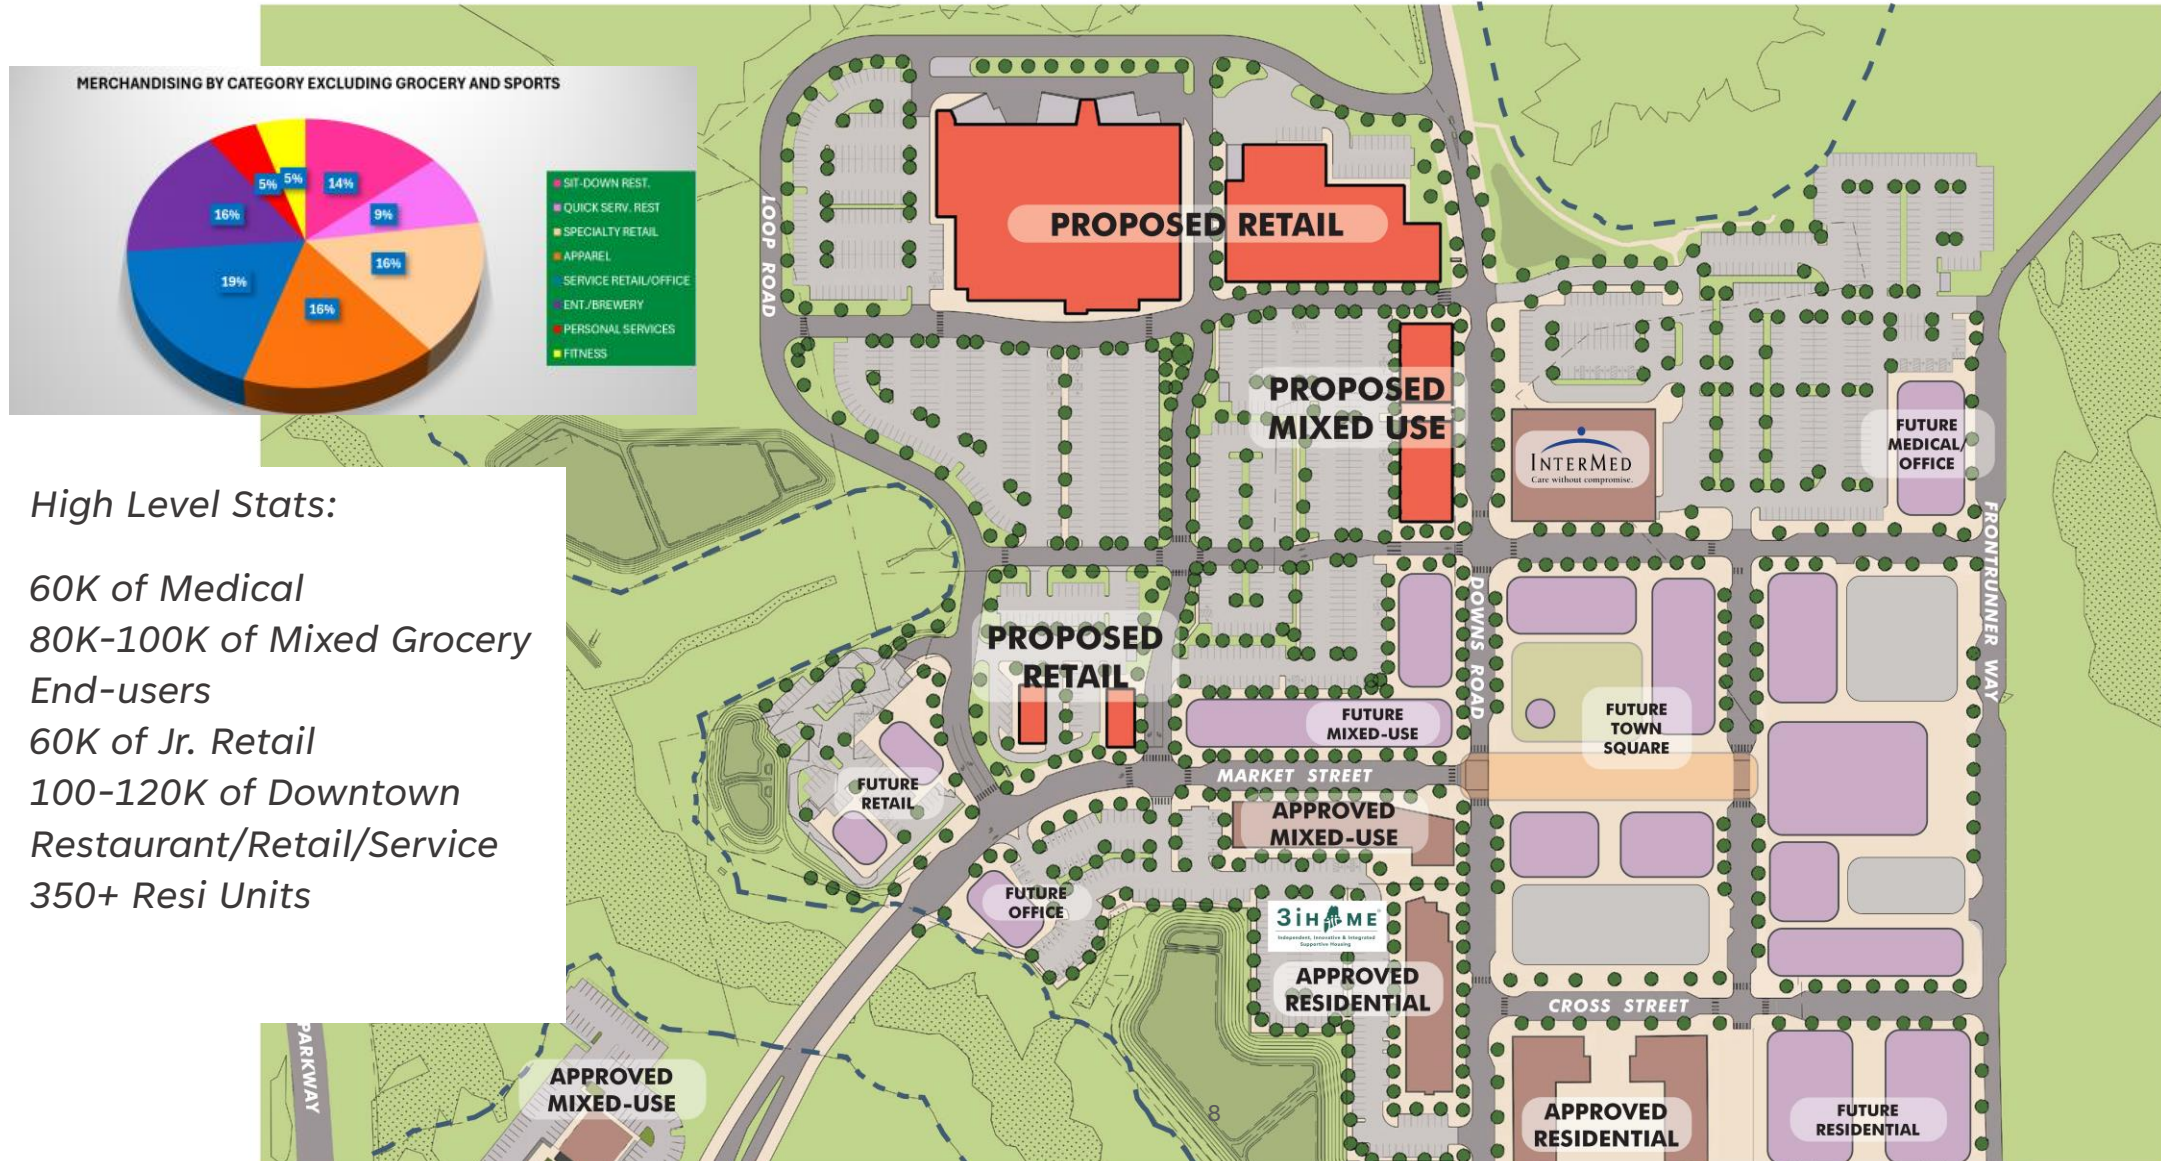 MERCHANDISING BY CATEGORY EXCLUDING GROCERY AND SPORTS
5%
5%
14%
9%
16%
16%
19%
16%
SIT-DOWN REST.
QUICK SERV. REST
SPECIALTY RETAIL
APPAREL
SERVICE RETAIL/OFFICE
ENT./BREWERY
PERSONAL SERVICES
FITNESS
High Level Stats:
60K of Medical
80K-100K of Mixed Grocery
End-users
60K of Jr. Retail
100-120K of Downtown
Restaurant/Retail/Service
350+ Resi Units
LOOP ROAD
PROPOSED RETAIL
PROPOSED
MIXED USE
INTERMED
Care without compromise.
FUTURE
MEDICAL/
OFFICE
FRONTRUNNER WAY
DOWNS ROAD
PROPOSED
RETAIL
FUTURE
MIXED-USE
FUTURE
TOWN
SQUARE
MARKET STREET
FUTURE
RETAIL
APPROVED
MIXED-USE
FUTURE
OFFICE
3iHOME
Independent, Innovative & Integrated
Supportive Housing
APPROVED
RESIDENTIAL
CROSS STREET
PARKWAY
APPROVED
MIXED-USE
8
APPROVED
RESIDENTIAL
FUTURE
RESIDENTIAL